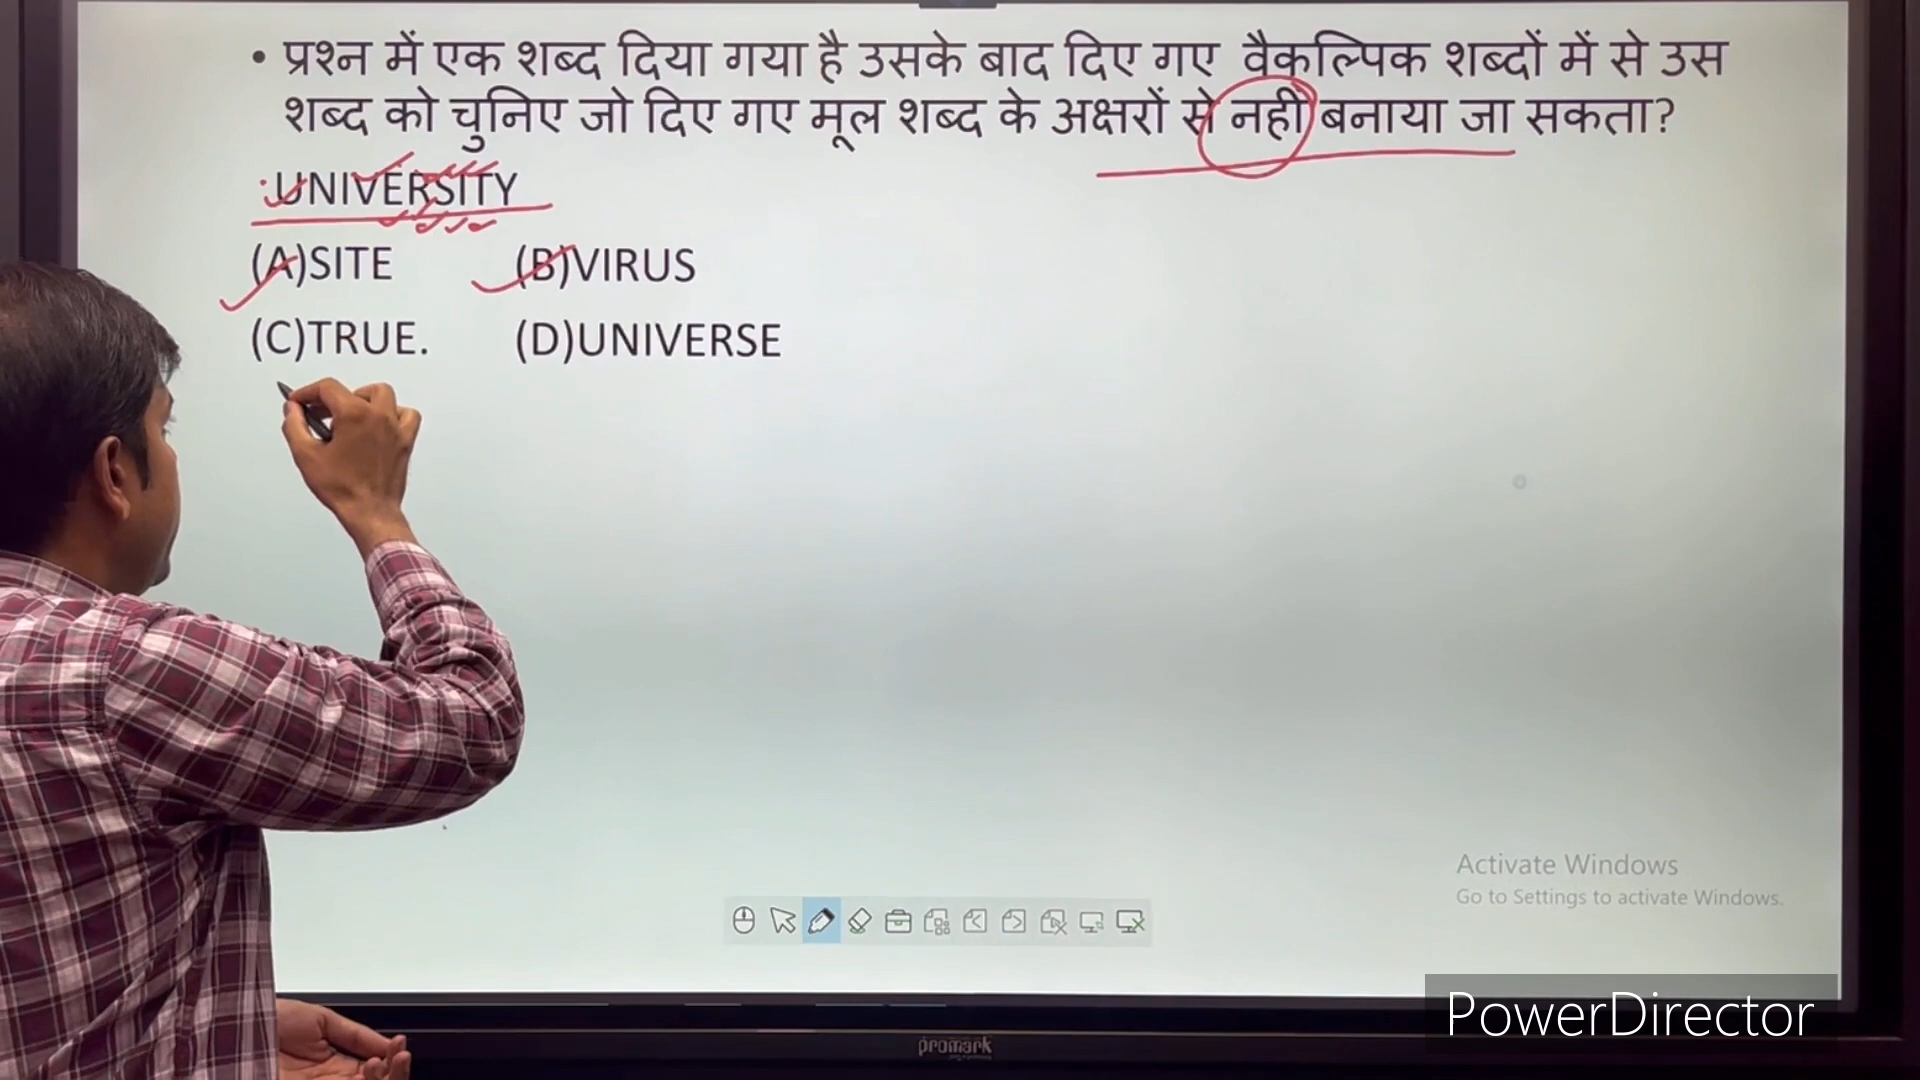 • प्रश्न में एक शब्द दिया गया है उसके बाद दिए गए वैकल्पिक शब्दों में से उस
शब्द को चुनिए जो दिए गए मूल शब्द के अक्षरों से नहीं बनाया जा सकता?
UNIVERSITY
(A)SITE (B)VIRUS
(C)TRUE. (D)UNIVERSE
Activate Windows
Go to Settings to activate Windows.
PowerDirector
promark